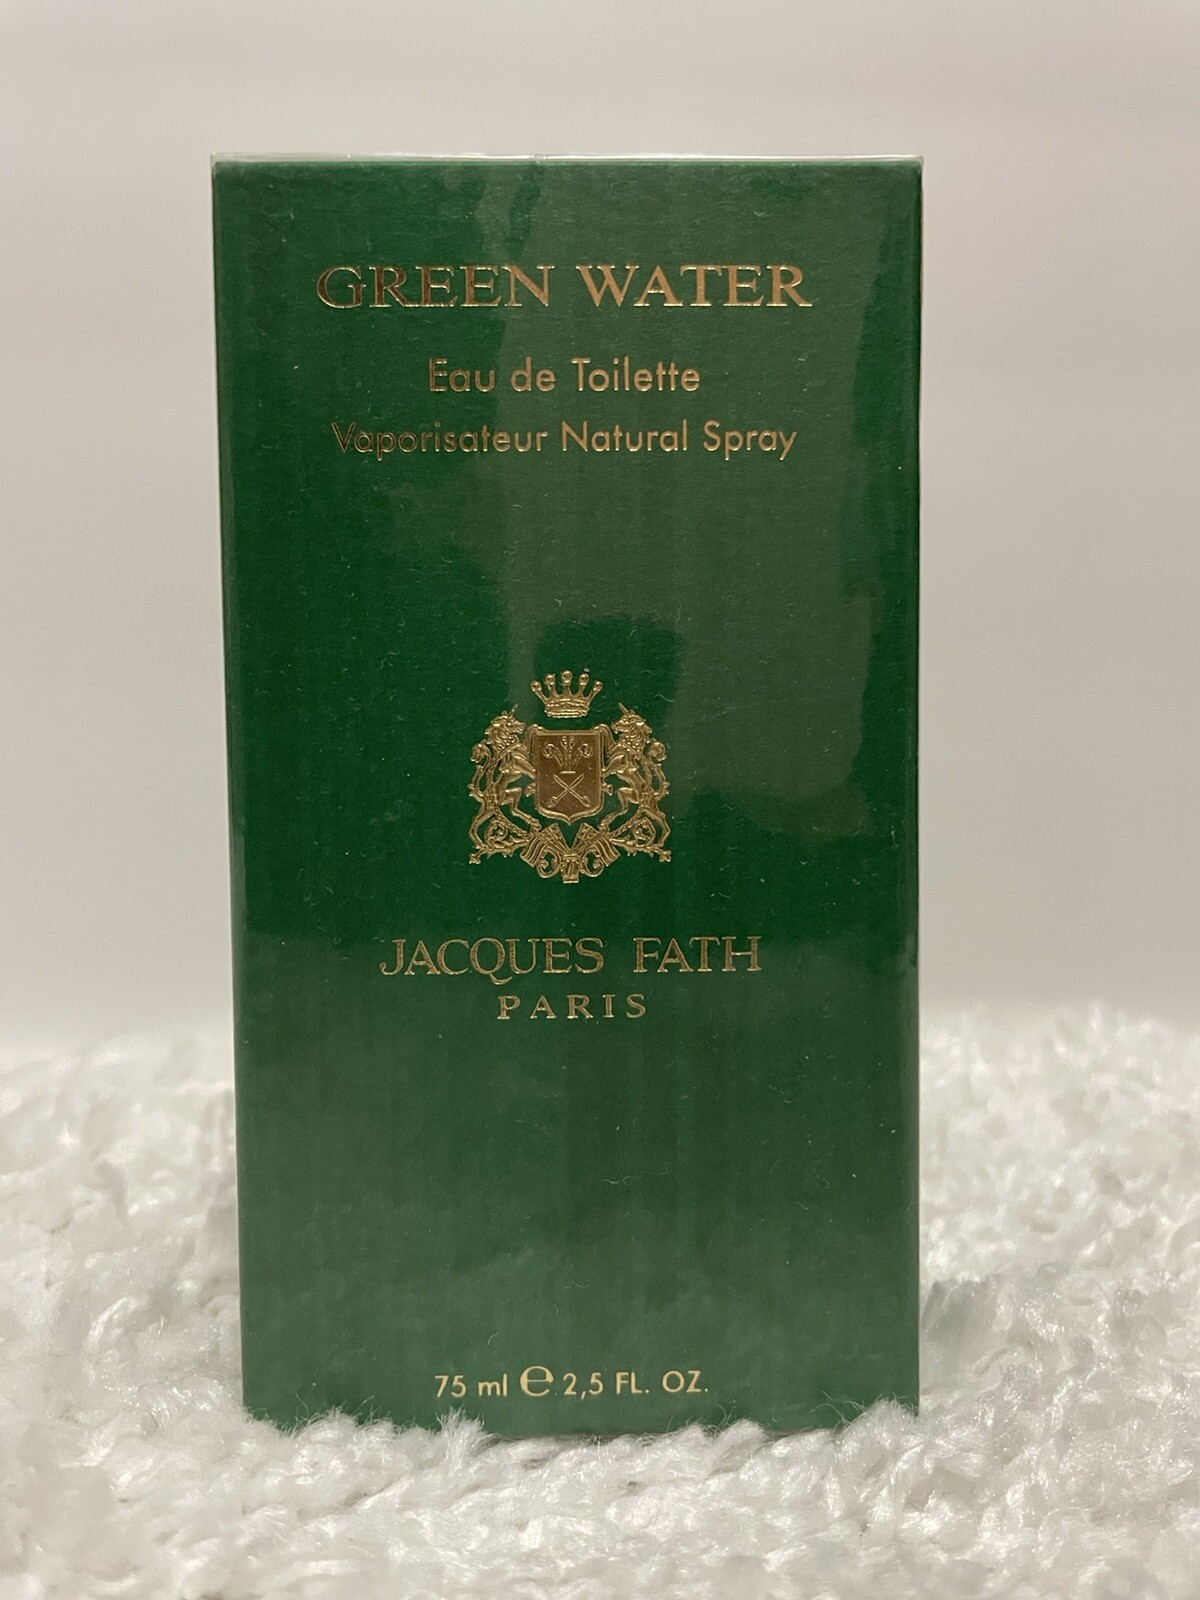 GREEN WATER
Eau de Toilette
Vaporisateur Natural Spray
JACQUES FATH
PARIS
75 ml ℮ 2,5 FL. OZ.